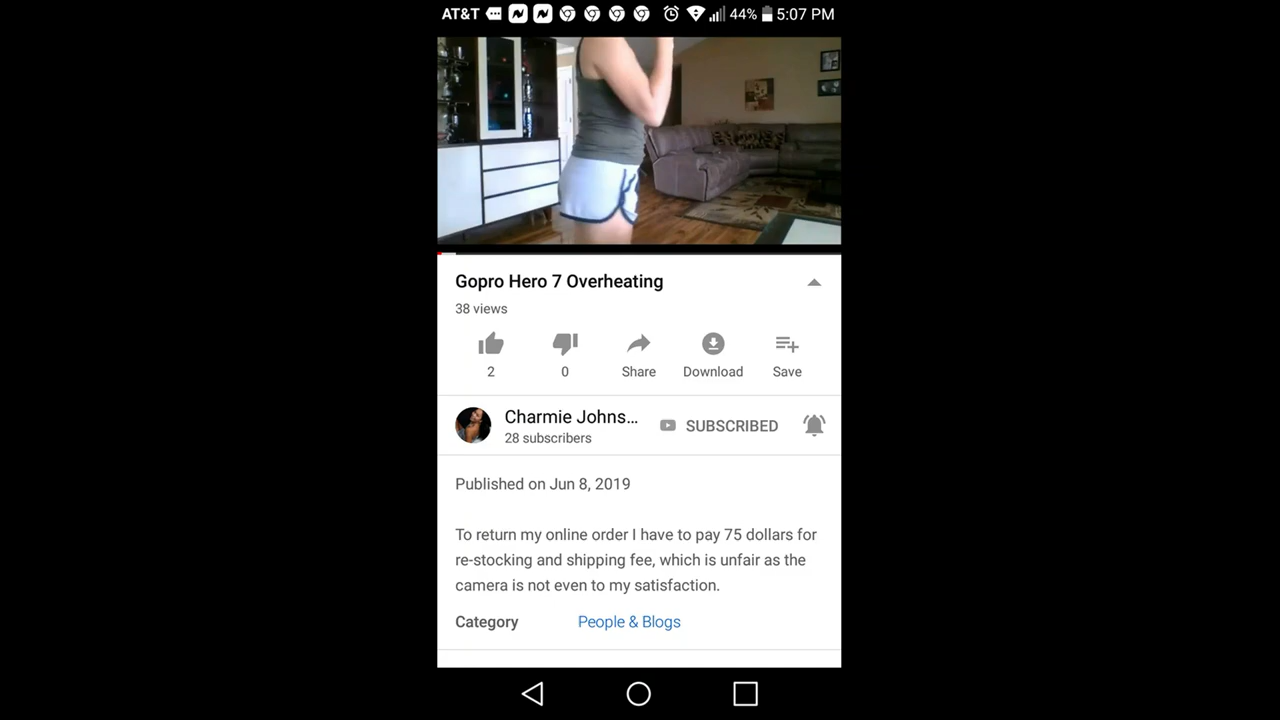 AT&T 44% 5:07 PM
Gopro Hero 7 Overheating
38 views
2 0 Share Download Save
Charmie Johns... SUBSCRIBED
28 subscribers
Published on Jun 8, 2019
To return my online order I have to pay 75 dollars for
re-stocking and shipping fee, which is unfair as the
camera is not even to my satisfaction.
Category People & Blogs